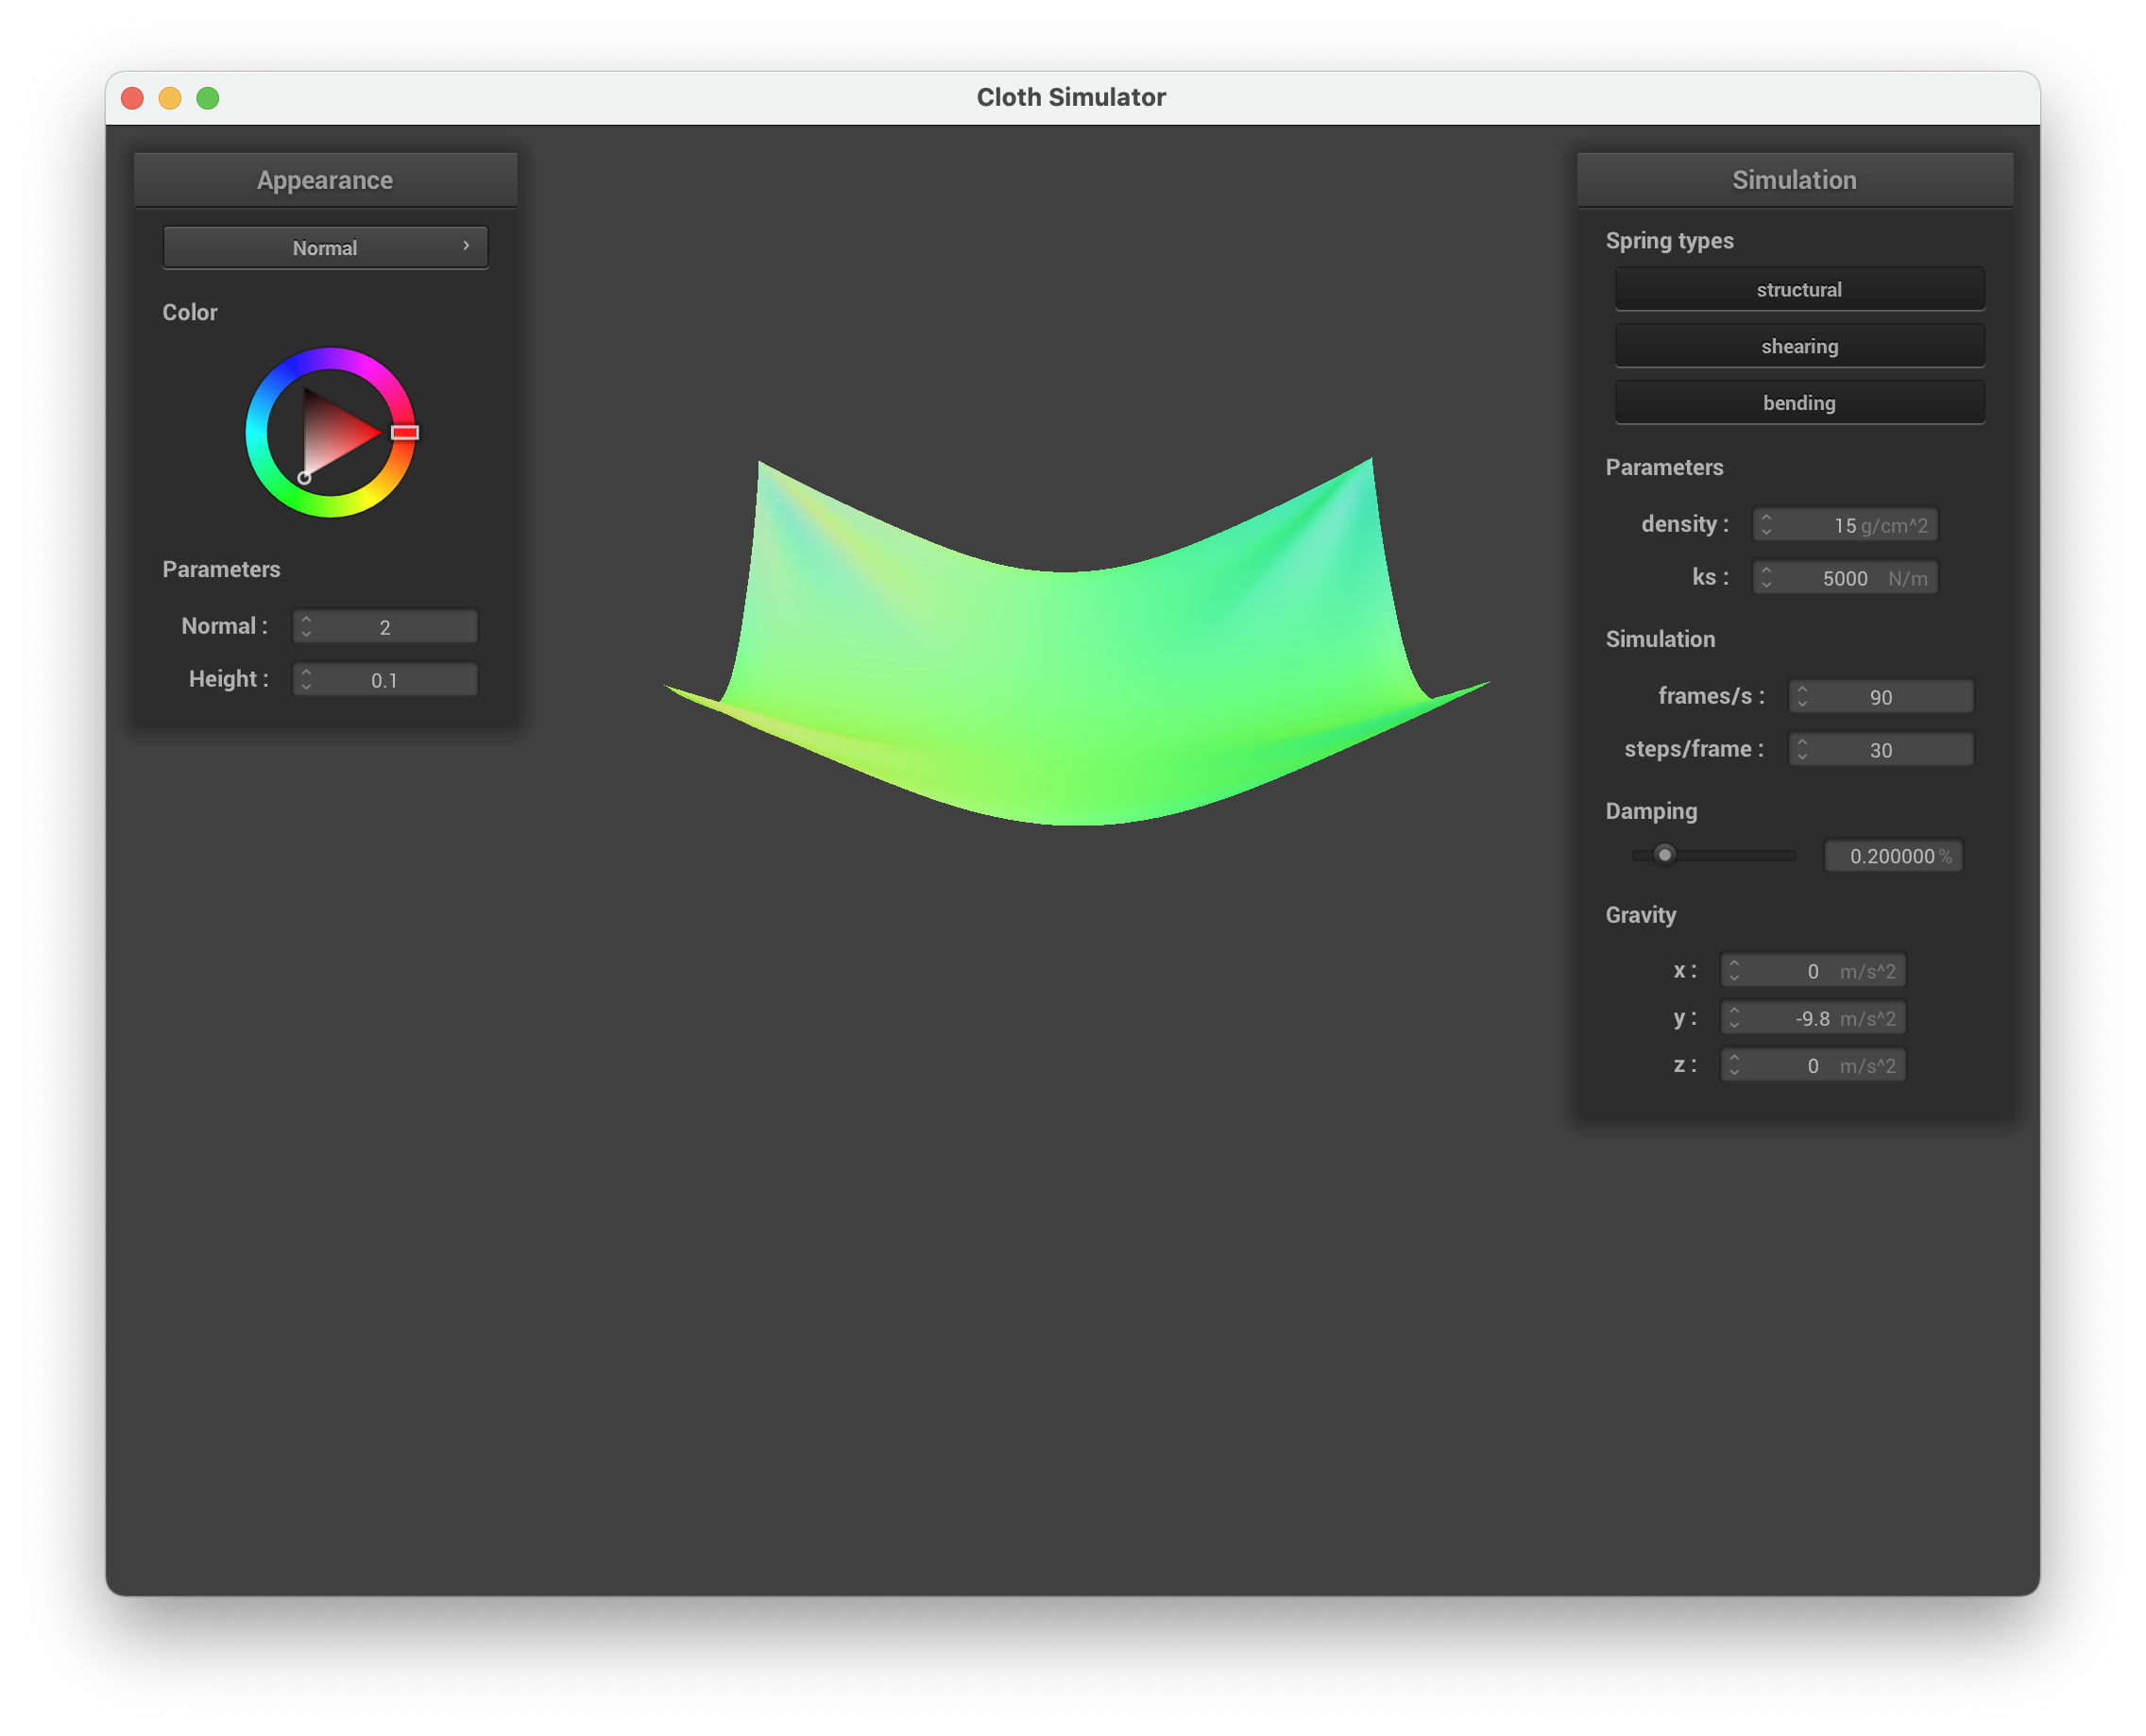 Cloth Simulator
Appearance
Normal
Color
Parameters
Normal : 2
Height : 0.1
Simulation
Spring types
structural
shearing
bending
Parameters
density : 15 g/cm^2
ks : 5000 N/m
Simulation
frames/s : 90
steps/frame : 30
Damping
0.200000 %
Gravity
x : 0 m/s^2
y : -9.8 m/s^2
z : 0 m/s^2